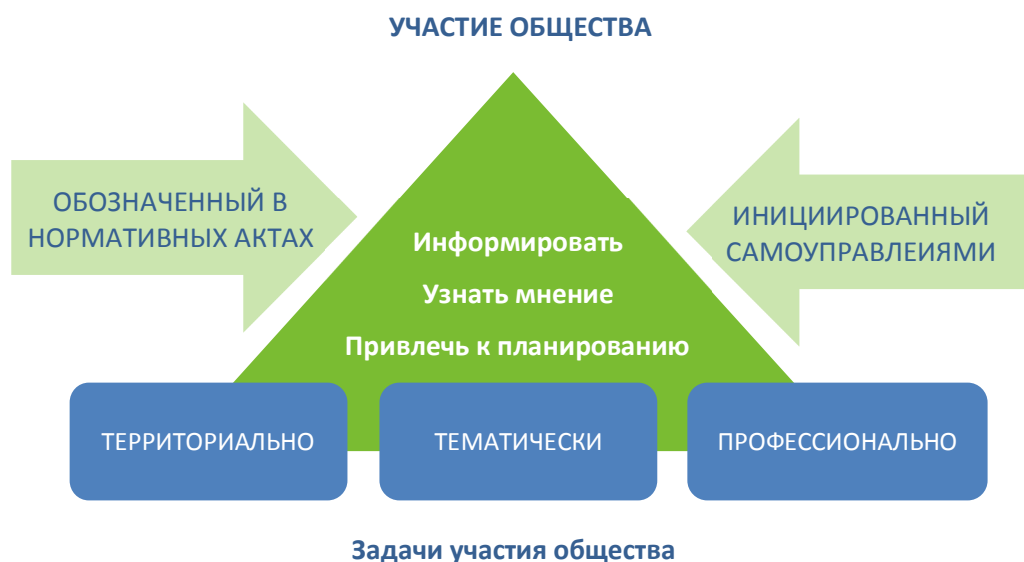 УЧАСТИЕ ОБЩЕСТВА
ОБОЗНАЧЕННЫЙ В
НОРМАТИВНЫХ АКТАХ
ИНИЦИИРОВАННЫЙ
САМОУПРАВЛЕИЯМИ
Информировать
Узнать мнение
Привлечь к планированию
ТЕРРИТОРИАЛЬНО
ТЕМАТИЧЕСКИ
ПРОФЕССИОНАЛЬНО
Задачи участия общества